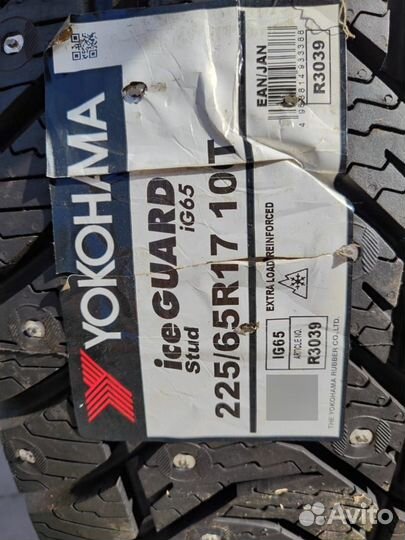 YOKOHAMA
iceGUARD
Stud iG65
225/65R17
EXTRA LOAD/REINFORCED
EAN/JAN
R3039
IG65
ARTICLE NO.
R3039
THE YOKOHAMA RUBBER CO.,LTD.
Avito